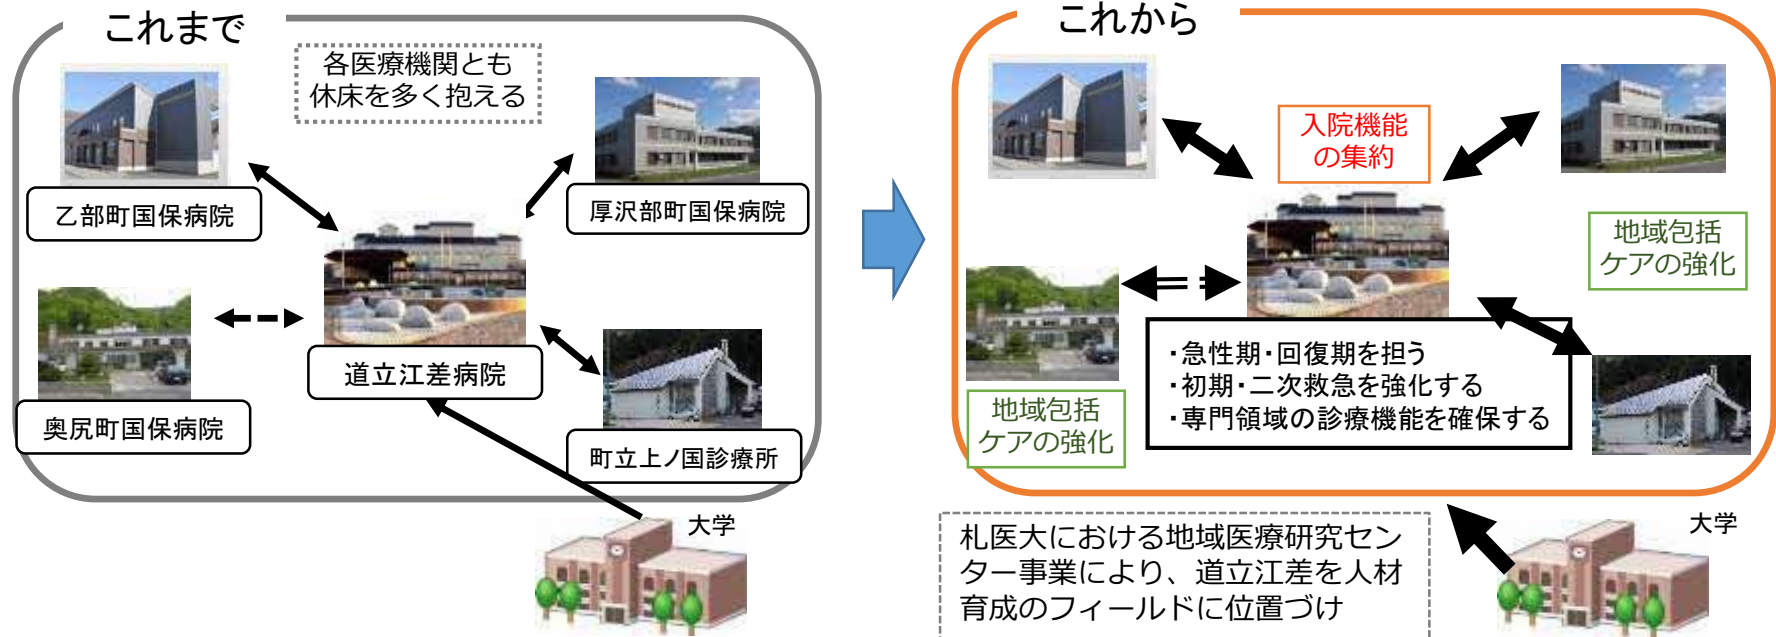 これまで
各医療機関とも
休床を多く抱える
乙部町国保病院
厚沢部町国保病院
道立江差病院
奥尻町国保病院
町立上ノ国診療所
大学
これから
入院機能
の集約
地域包括
ケアの強化
・急性期・回復期を担う
・初期・二次救急を強化する
・専門領域の診療機能を確保する
地域包括
ケアの強化
札医大における地域医療研究セン
ター事業により、道立江差を人材
育成のフィールドに位置づけ
大学